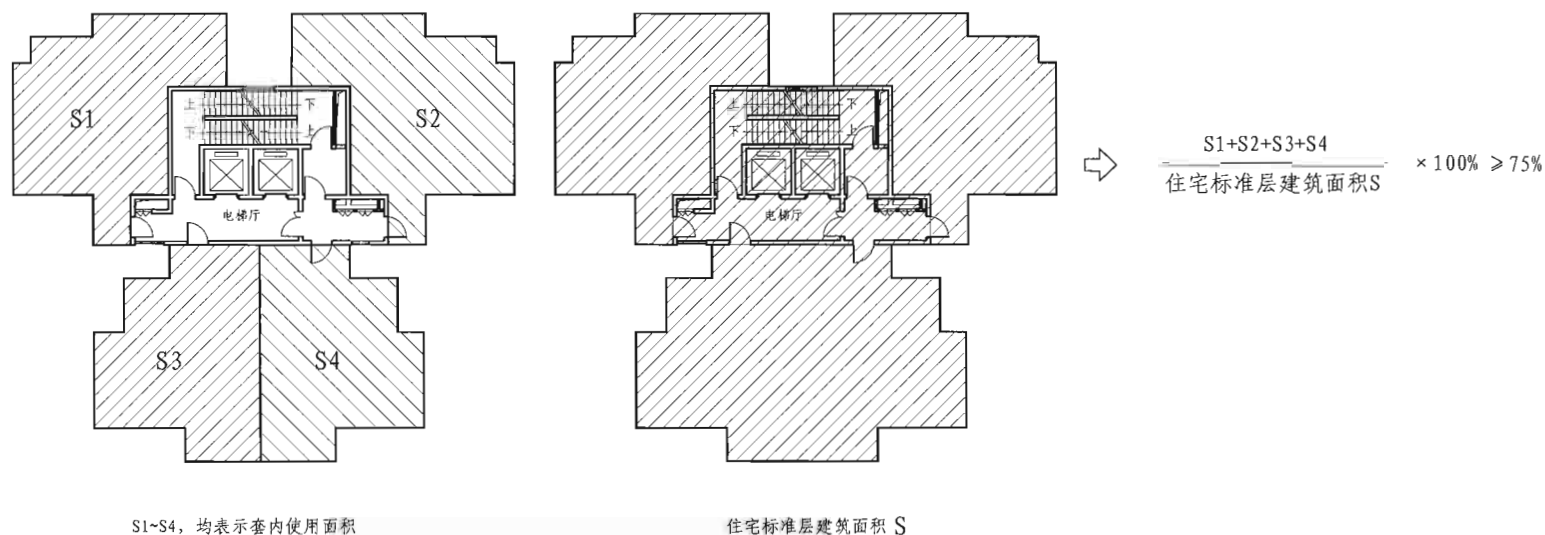 S1
S2
上
下
下
上
电梯厅
S3
S4
上
下
下
上
电梯厅
S1+S2+S3+S4
住宅标准层建筑面积S
×100% ≥75%
S1~S4, 均表示套内使用面积
住宅标准层建筑面积 S